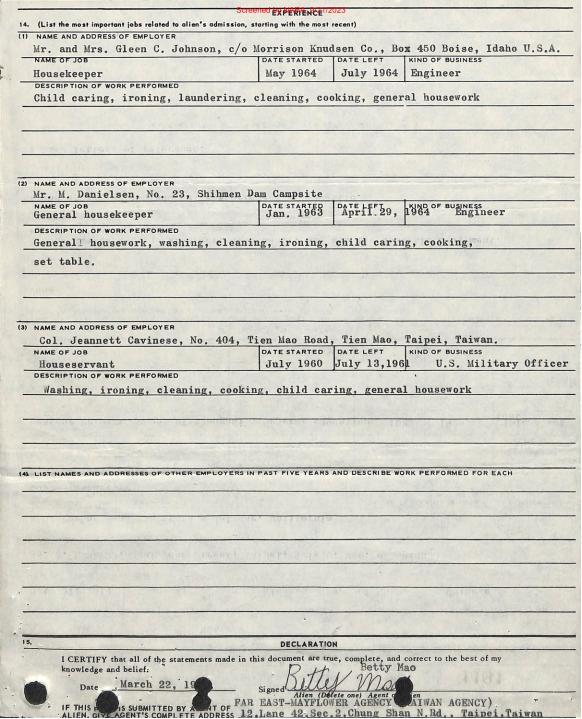 EXPERIENCE
14. (List the most important jobs related to alien's admission, starting with the most recent)
(1) NAME AND ADDRESS OF EMPLOYER
Mr. and Mrs. Gleen C. Johnson, c/o Morrison Knudsen Co., Box 450 Boise, Idaho U.S.A.
NAME OF JOB DATE STARTED DATE LEFT KIND OF BUSINESS
Housekeeper May 1964 July 1964 Engineer
DESCRIPTION OF WORK PERFORMED
Child caring, ironing, laundering, cleaning, cooking, general housework
(2) NAME AND ADDRESS OF EMPLOYER
Mr. M. Danielsen, No. 23, Shihmen Dam Campsite
NAME OF JOB DATE STARTED DATE LEFT KIND OF BUSINESS
General housekeeper Jan. 1963 April.29, 1964 Engineer
DESCRIPTION OF WORK PERFORMED
General housework, washing, cleaning, ironing, child caring, cooking,
set table.
(3) NAME AND ADDRESS OF EMPLOYER
Col. Jeannett Cavinese, No. 404, Tien Mao Road, Tien Mao, Taipei, Taiwan.
NAME OF JOB DATE STARTED DATE LEFT KIND OF BUSINESS
Houseservant July 1960 July 13,1961 U.S. Military Officer
DESCRIPTION OF WORK PERFORMED
Washing, ironing, cleaning, cooking, child caring, general housework
(4) LIST NAMES AND ADDRESSES OF OTHER EMPLOYERS IN PAST FIVE YEARS AND DESCRIBE WORK PERFORMED FOR EACH
15. DECLARATION
I CERTIFY that all of the statements made in this document are true, complete, and correct to the best of my
knowledge and belief. Betty Mao
Date March 22, Signed Betty Mao
Alien (Delete one) Agent
FAR EAST-MAYFLOWER AGENCY TAIWAN AGENCY)
IF THIS IS SUBMITTED BY AGENT OF
ALIEN, GIVE AGENT'S COMPLETE ADDRESS 12,Lane 42,Sec.2,Chung Shan N.Rd., Taipei,Taiwan